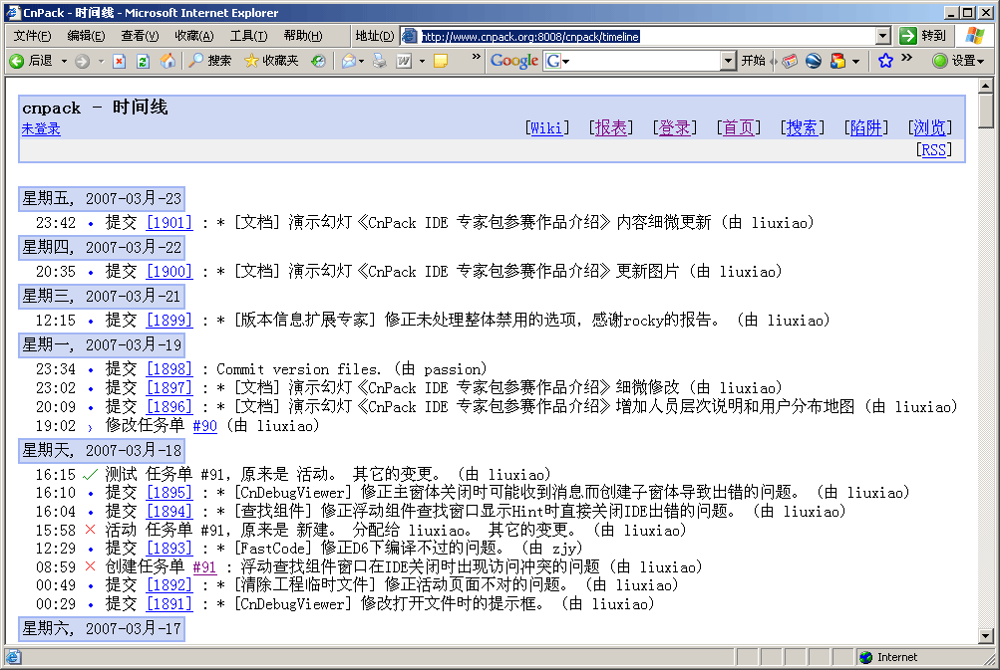 CnPack - 时间线 - Microsoft Internet Explorer
文件(F) 编辑(E) 查看(V) 收藏(A) 工具(T) 帮助(H) 地址(D) http://www.cnpack.org:8008/cnpack/timeline 转到
后退 搜索 收藏夹 W » Google G 开始 » 设置
cnpack - 时间线
未登录 [Wiki] [报表] [登录] [首页] [搜索] [陷阱] [浏览]
[RSS]
星期五, 2007-03月-23
23:42 • 提交 [1901] : * [文档] 演示幻灯《CnPack IDE 专家包参赛作品介绍》内容细微更新 (由 liuxiao)
星期四, 2007-03月-22
20:35 • 提交 [1900] : * [文档] 演示幻灯《CnPack IDE 专家包参赛作品介绍》更新图片 (由 liuxiao)
星期三, 2007-03月-21
12:15 • 提交 [1899] : * [版本信息扩展专家] 修正未处理整体禁用的选项，感谢rocky的报告。 (由 liuxiao)
星期一, 2007-03月-19
23:34 • 提交 [1898] : Commit version files. (由 passion)
23:02 • 提交 [1897] : * [文档] 演示幻灯《CnPack IDE 专家包参赛作品介绍》细微修改 (由 liuxiao)
20:09 • 提交 [1896] : * [文档] 演示幻灯《CnPack IDE 专家包参赛作品介绍》增加人员层次说明和用户分布地图 (由 liuxiao)
19:02 修改任务单 #90 (由 liuxiao)
星期天, 2007-03月-18
16:15 测试 任务单 #91，原来是 活动。 其它的变更。 (由 liuxiao)
16:10 • 提交 [1895] : * [CnDebugViewer] 修正主窗体关闭时可能收到消息而创建子窗体导致出错的问题。 (由 liuxiao)
16:04 • 提交 [1894] : * [查找组件] 修正浮动组件查找窗口显示Hint时直接关闭IDE出错的问题。 (由 liuxiao)
15:58 活动 任务单 #91，原来是 新建。 分配给 liuxiao。 其它的变更。 (由 liuxiao)
12:29 • 提交 [1893] : * [FastCode] 修正D6下编译不过的问题。 (由 zjy)
08:59 创建任务单 #91 : 浮动查找组件窗口在IDE关闭时出现访问冲突的问题 (由 liuxiao)
00:49 • 提交 [1892] : * [清除工程临时文件] 修正活动页面不对的问题。 (由 liuxiao)
00:29 • 提交 [1891] : * [CnDebugViewer] 修改打开文件时的提示框。 (由 liuxiao)
星期六, 2007-03月-17
Internet